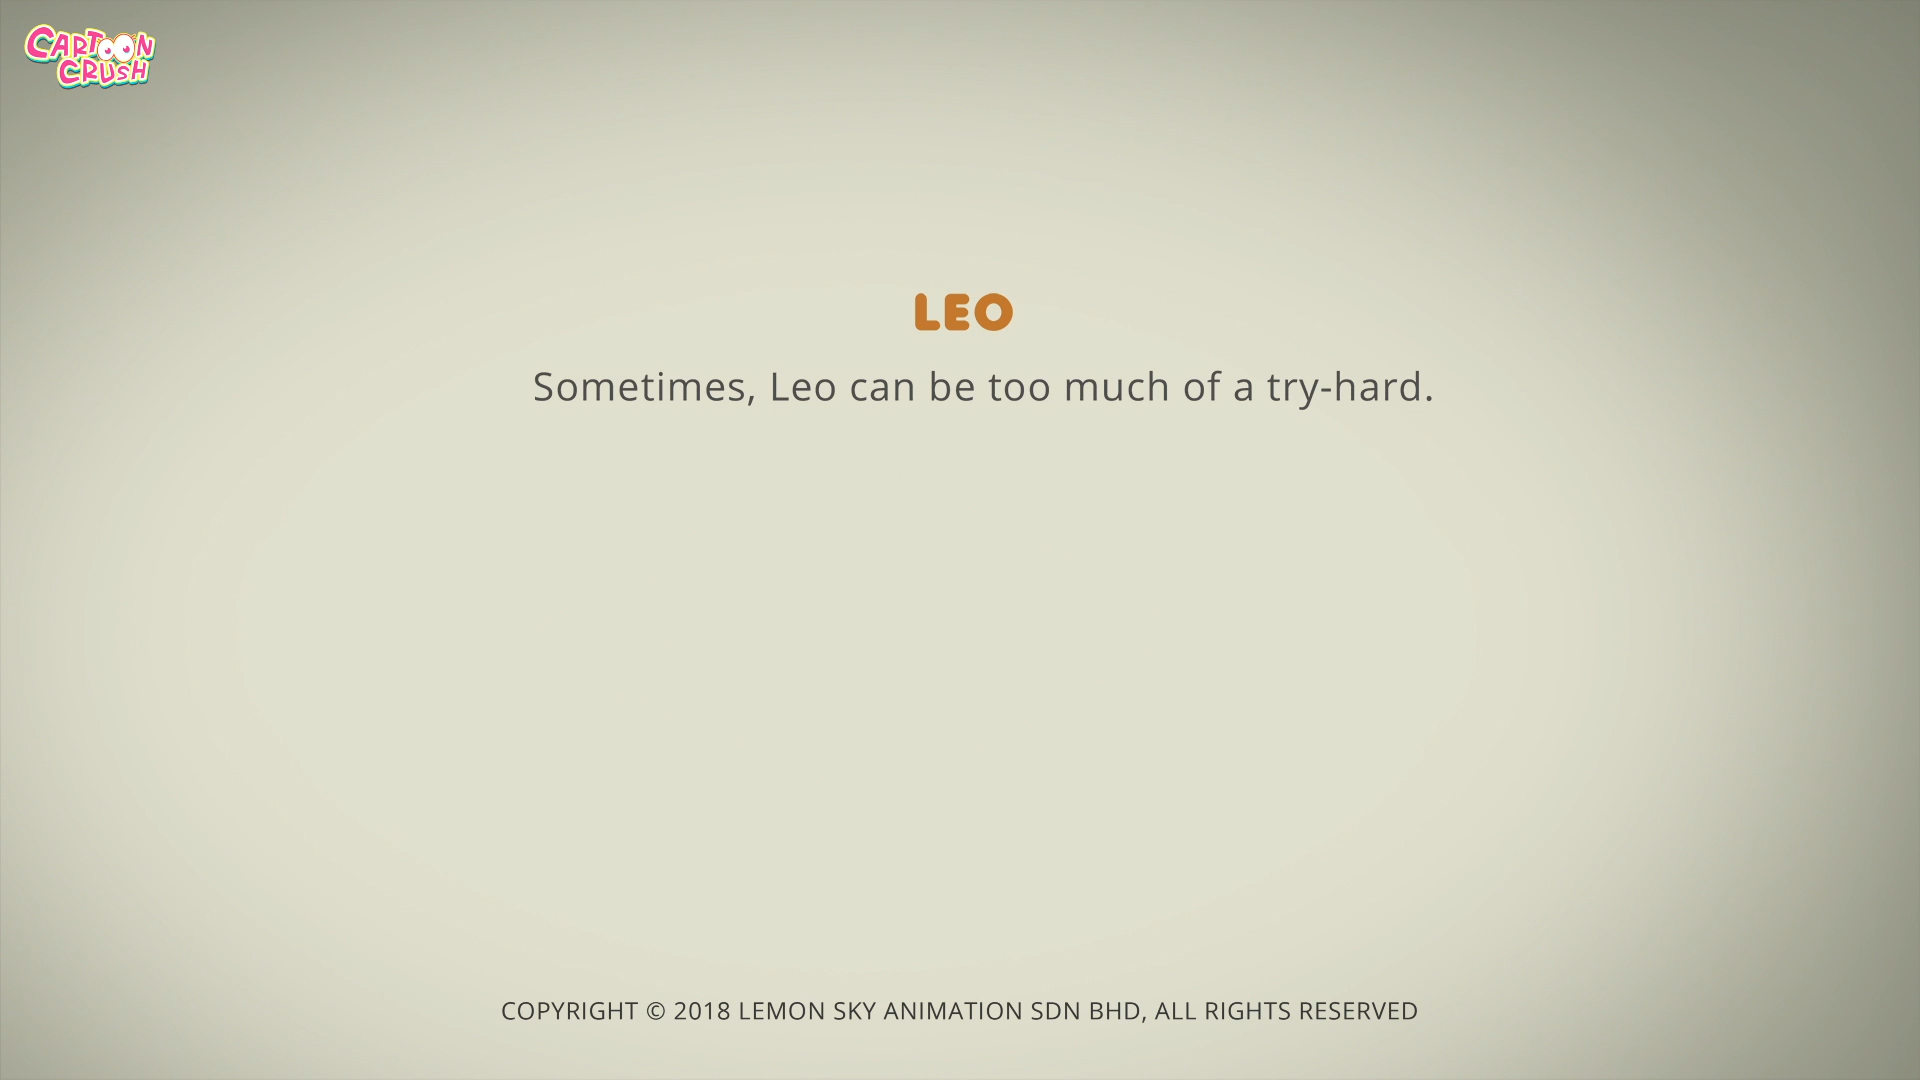 CARTOON
CRUSH
LEO
Sometimes, Leo can be too much of a try-hard.
COPYRIGHT © 2018 LEMON SKY ANIMATION SDN BHD, ALL RIGHTS RESERVED